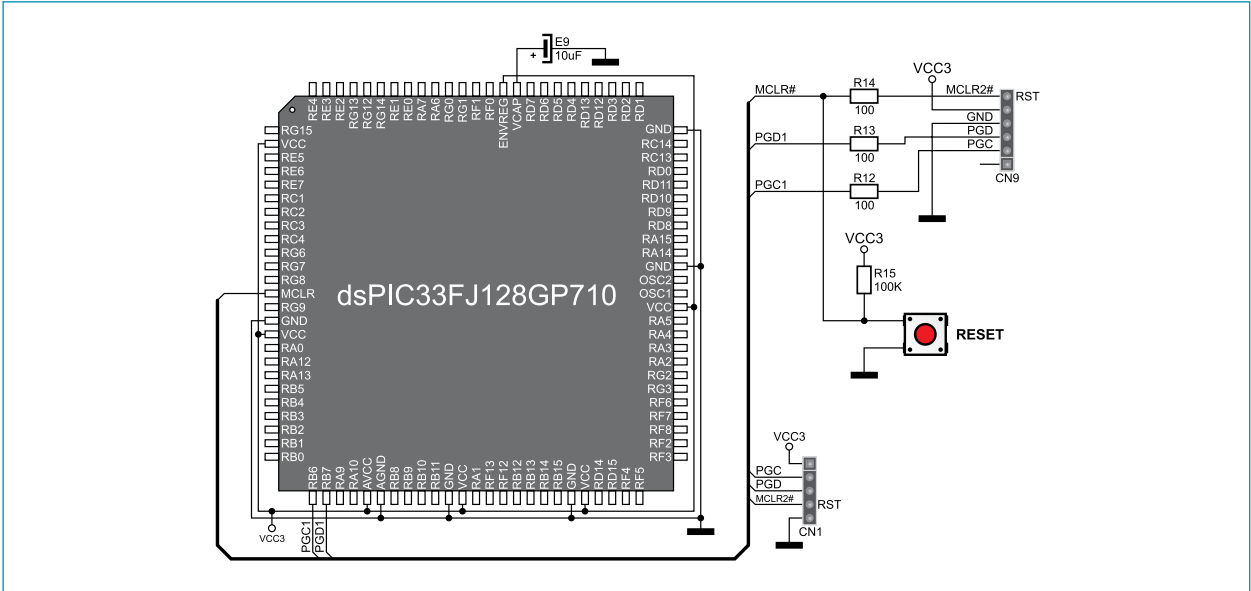 E9
10uF
RE4
RE3
RE2
RG13
RG12
RG14
RE1
RE0
RA7
RA6
RG0
RG1
RF1
RF0
ENVREG
VCAP
RD7
RD6
RD5
RD4
RD13
RD12
RD3
RD2
RD1
RG15
VCC
RE5
RE6
RE7
RC1
RC2
RC3
RC4
RG6
RG7
RG8
MCLR
RG9
GND
VCC
RA0
RA12
RA13
RB5
RB4
RB3
RB2
RB1
RB0
dsPIC33FJ128GP710
GND
RC14
RC13
RD0
RD11
RD10
RD9
RD8
RA15
RA14
GND
OSC2
OSC1
VCC
RA5
RA4
RA3
RA2
RG2
RG3
RF6
RF7
RF8
RF2
RF3
RB6
RB7
RA9
RA10
AVCC
AGND
RB8
RB9
RB10
RB11
GND
VCC
RA1
RF13
RF12
RB12
RB13
RB14
RB15
GND
VCC
RD14
RD15
RF4
RF5
VCC3
PGC1
PGD1
MCLR#
R14
100
VCC3
MCLR2#
RST
GND
PGD1
R13
100
PGD
PGC
PGC1
R12
100
CN9
VCC3
R15
100K
RESET
VCC3
PGC
PGD
MCLR2#
RST
CN1